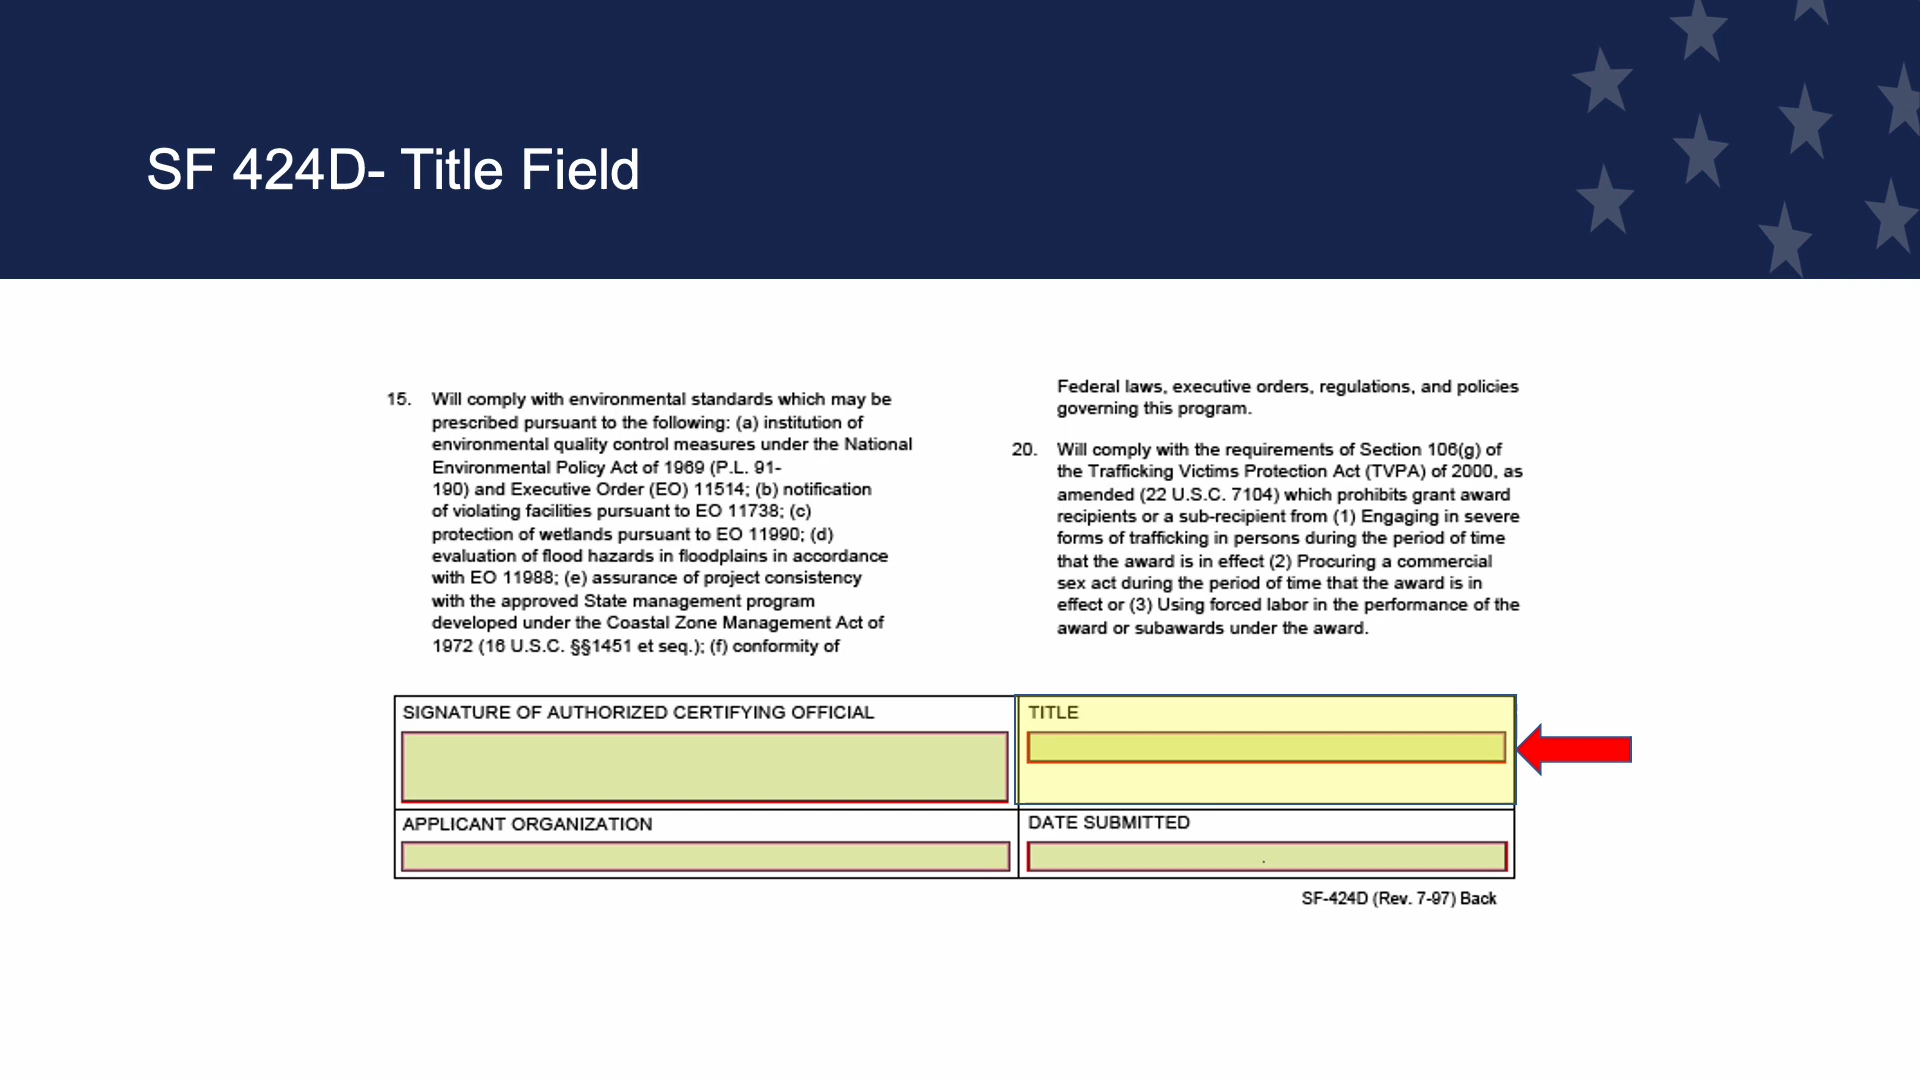 SF 424D- Title Field
15. Will comply with environmental standards which may be
prescribed pursuant to the following: (a) institution of
environmental quality control measures under the National
Environmental Policy Act of 1969 (P.L. 91-
190) and Executive Order (EO) 11514; (b) notification
of violating facilities pursuant to EO 11738; (c)
protection of wetlands pursuant to EO 11990; (d)
evaluation of flood hazards in floodplains in accordance
with EO 11988; (e) assurance of project consistency
with the approved State management program
developed under the Coastal Zone Management Act of
1972 (16 U.S.C. §§1451 et seq.); (f) conformity of
Federal laws, executive orders, regulations, and policies
governing this program.
20. Will comply with the requirements of Section 106(g) of
the Trafficking Victims Protection Act (TVPA) of 2000, as
amended (22 U.S.C. 7104) which prohibits grant award
recipients or a sub-recipient from (1) Engaging in severe
forms of trafficking in persons during the period of time
that the award is in effect (2) Procuring a commercial
sex act during the period of time that the award is in
effect or (3) Using forced labor in the performance of the
award or subawards under the award.
SIGNATURE OF AUTHORIZED CERTIFYING OFFICIAL
TITLE
APPLICANT ORGANIZATION
DATE SUBMITTED
SF-424D (Rev. 7-97) Back